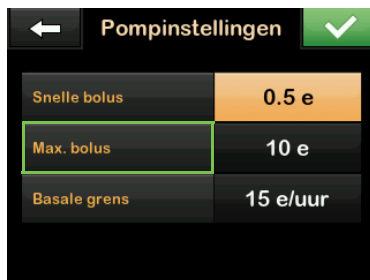 Pompinstellingen
Snelle bolus 0.5 e
Max. bolus 10 e
Basale grens 15 e/uur